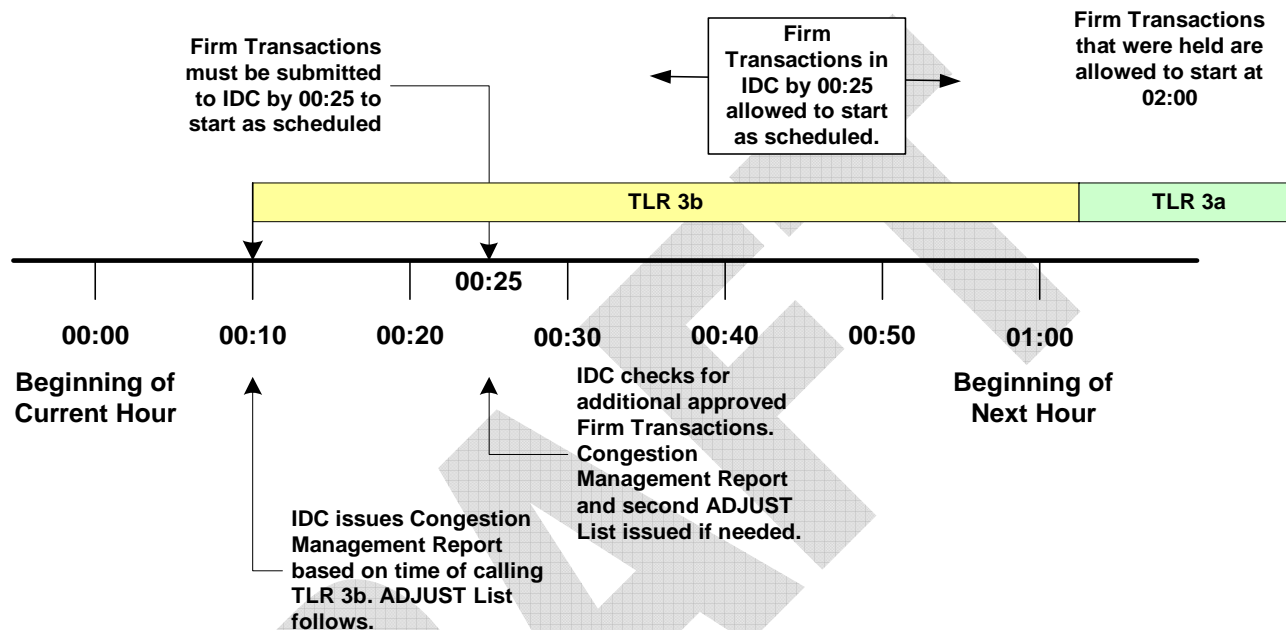 Firm Transactions
must be submitted
to IDC by 00:25 to
start as scheduled
Firm
Transactions in
IDC by 00:25
allowed to start
as scheduled.
Firm Transactions
that were held are
allowed to start at
02:00
TLR 3b
TLR 3a
00:25
00:00
00:10
00:20
00:30
00:40
00:50
01:00
Beginning of
Current Hour
Beginning of
Next Hour
IDC checks for
additional approved
Firm Transactions.
Congestion
Management Report
and second ADJUST
List issued if needed.
IDC issues Congestion
Management Report
based on time of calling
TLR 3b. ADJUST List
follows.